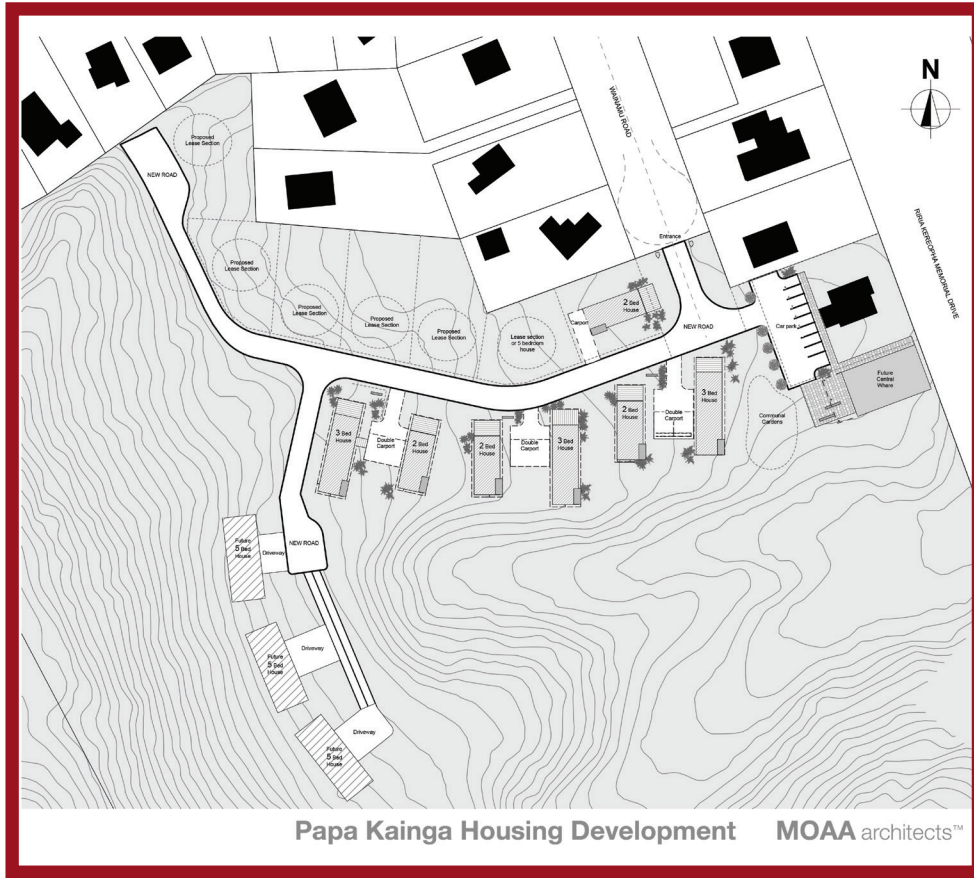 N
WAINAMU ROAD
RIRIA KEREOPHA MEMORIAL DRIVE
Proposed
Lease Section
NEW ROAD
Entrance
Proposed
Lease Section
Proposed
Lease Section
Proposed
Lease Section
Proposed
Lease Section
Lease section
or 5 bedroom
house
Carport
2 Bed
House
NEW ROAD
Car park
Future
Central
Whare
3 Bed
House
Double
Carport
2 Bed
House
2 Bed
House
Double
Carport
3 Bed
House
2 Bed
House
Double
Carport
3 Bed
House
Communal
Gardens
Future
5 Bed
House
Driveway
NEW ROAD
Future
5 Bed
House
Driveway
Future
5 Bed
House
Driveway
Papa Kainga Housing Development
MOAA architects™